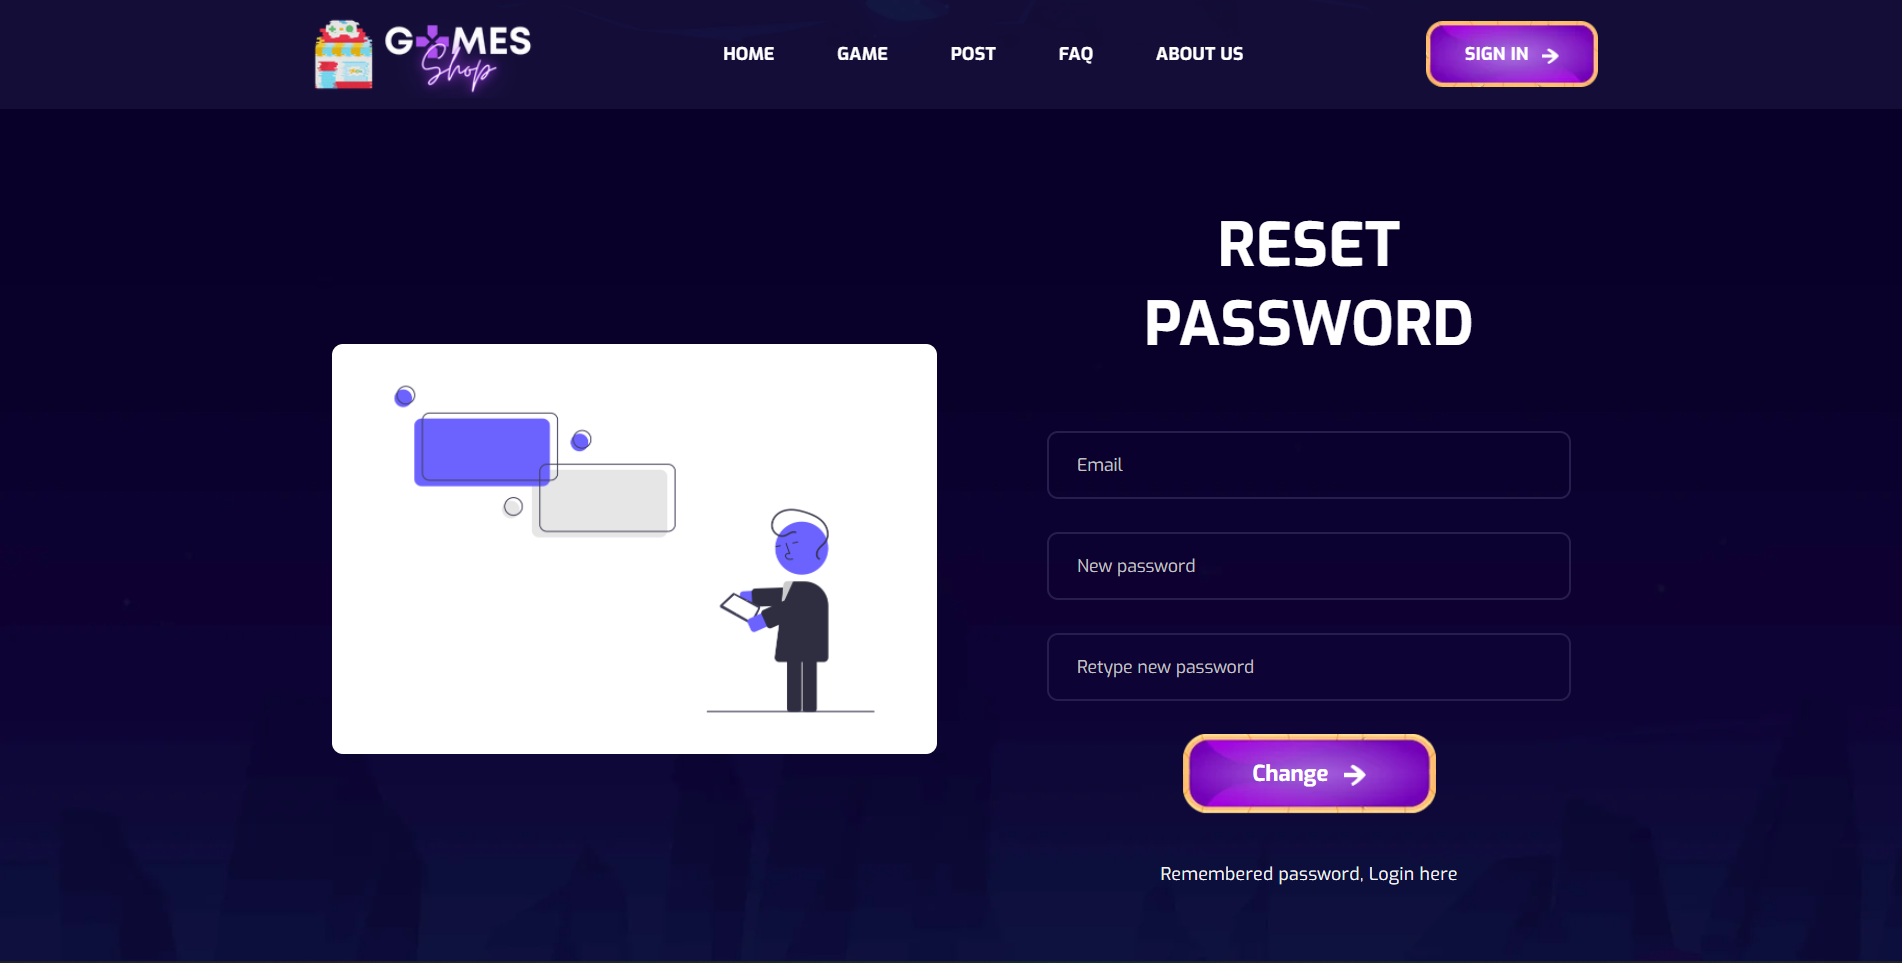 GAMES
Shop
HOME
GAME
POST
FAQ
ABOUT US
SIGN IN
RESET
PASSWORD
Email
New password
Retype new password
Change
Remembered password, Login here